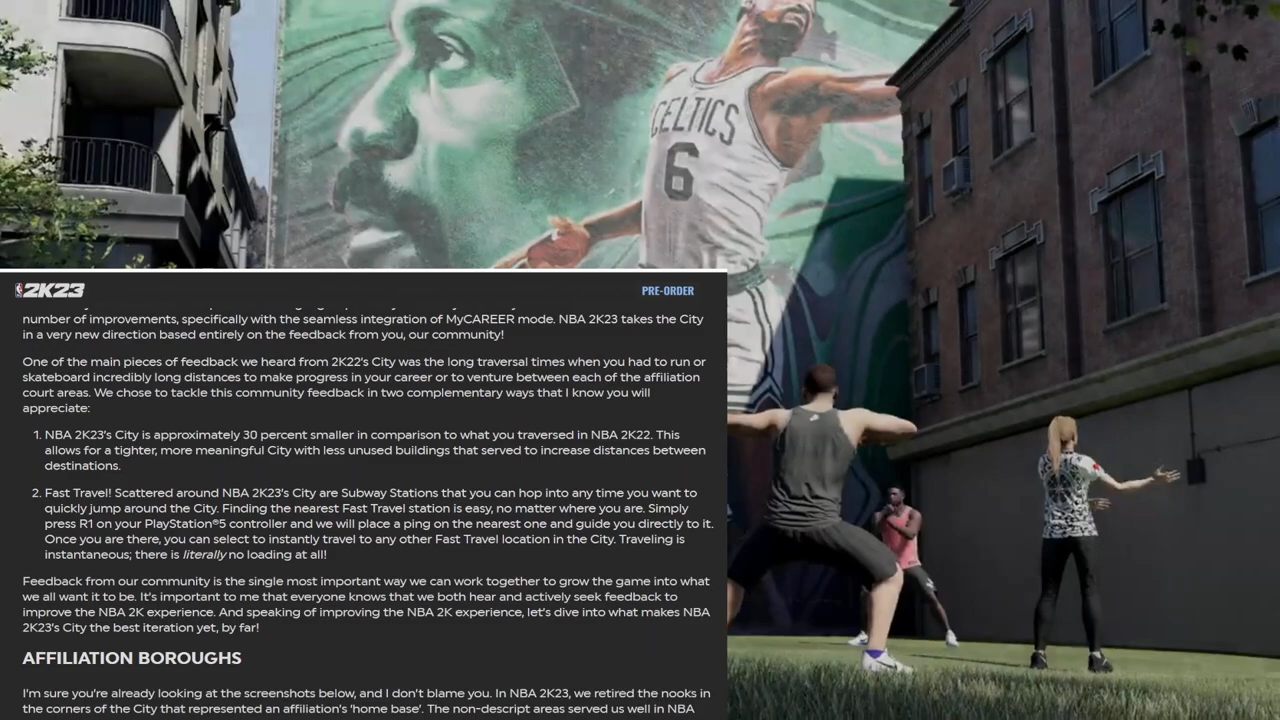 CELTICS
6
2K23
PRE-ORDER
number of improvements, specifically with the seamless integration of MyCAREER mode. NBA 2K23 takes the City
in a very new direction based entirely on the feedback from you, our community!
One of the main pieces of feedback we heard from 2K22's City was the long traversal times when you had to run or
skateboard incredibly long distances to make progress in your career or to venture between each of the affiliation
court areas. We chose to tackle this community feedback in two complementary ways that I know you will
appreciate:
1. NBA 2K23's City is approximately 30 percent smaller in comparison to what you traversed in NBA 2K22. This
allows for a tighter, more meaningful City with less unused buildings that served to increase distances between
destinations.
2. Fast Travel! Scattered around NBA 2K23's City are Subway Stations that you can hop into any time you want to
quickly jump around the City. Finding the nearest Fast Travel station is easy, no matter where you are. Simply
press R1 on your PlayStation®5 controller and we will place a ping on the nearest one and guide you directly to it.
Once you are there, you can select to instantly travel to any other Fast Travel location in the City. Traveling is
instantaneous; there is literally no loading at all!
Feedback from our community is the single most important way we can work together to grow the game into what
we all want it to be. It's important to me that everyone knows that we both hear and actively seek feedback to
improve the NBA 2K experience. And speaking of improving the NBA 2K experience, let's dive into what makes NBA
2K23's City the best iteration yet, by far!
AFFILIATION BOROUGHS
I'm sure you're already looking at the screenshots below, and I don't blame you. In NBA 2K23, we retired the nooks in
the corners of the City that represented an affiliation's 'home base'. The non-descript areas served us well in NBA